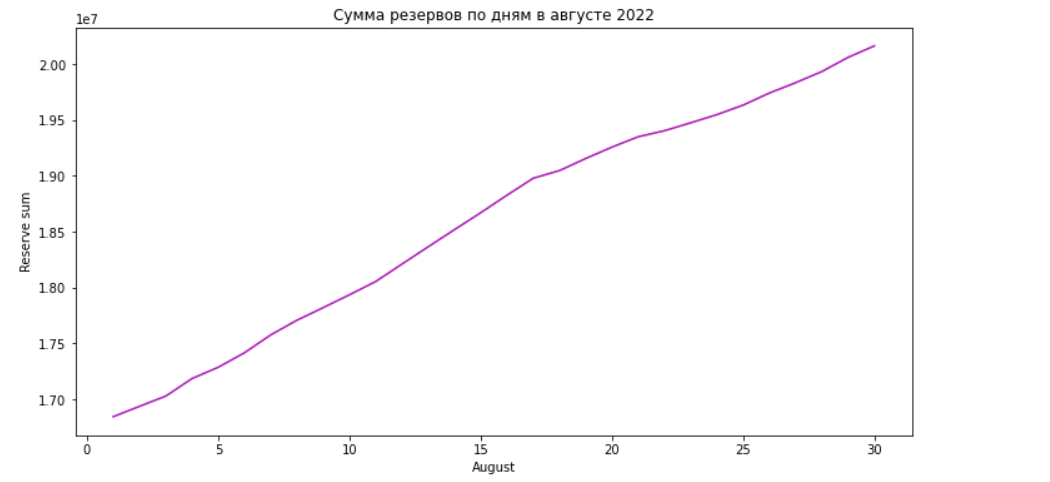 Сумма резервов по дням в августе 2022
1e7
2.00
1.95
1.90
1.85
1.80
1.75
1.70
Reserve sum
0 5 10 15 20 25 30
August